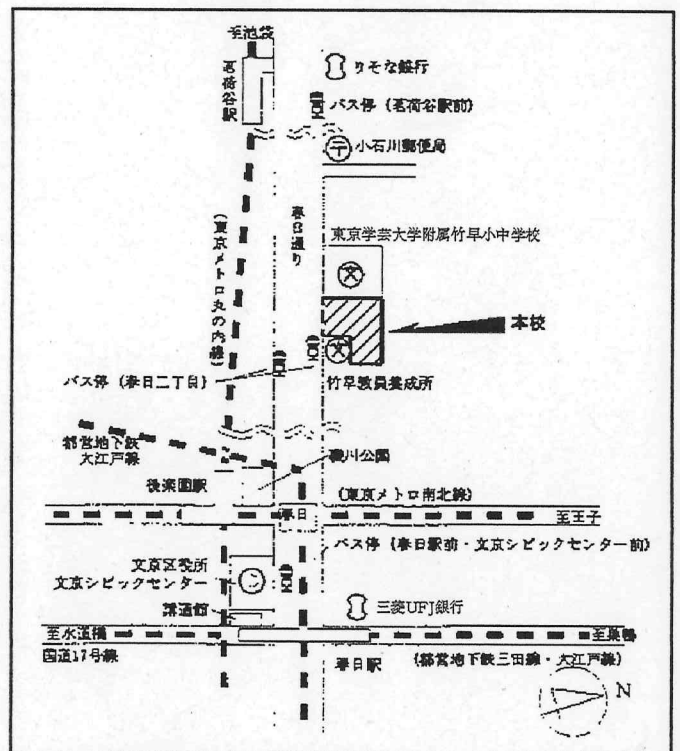 至池袋
茗荷谷駅
りそな銀行
バス停 (茗荷谷駅前)
〒 小石川郵便局
(東京メトロ丸の内線)
春日通り
東京学芸大学附属竹早小中学校
文
本校
文
バス停 (春日二丁目)
竹早教員養成所
都営地下鉄
大江戸線
礫川公園
後楽園駅
(東京メトロ南北線)
春日
至王子
バス停 (春日駅前・文京シビックセンター前)
文京区役所
文京シビックセンター
講道館
三菱UFJ銀行
至水道橋
至巣鴨
国道17号線
春日駅
(都営地下鉄三田線・大江戸線)
N